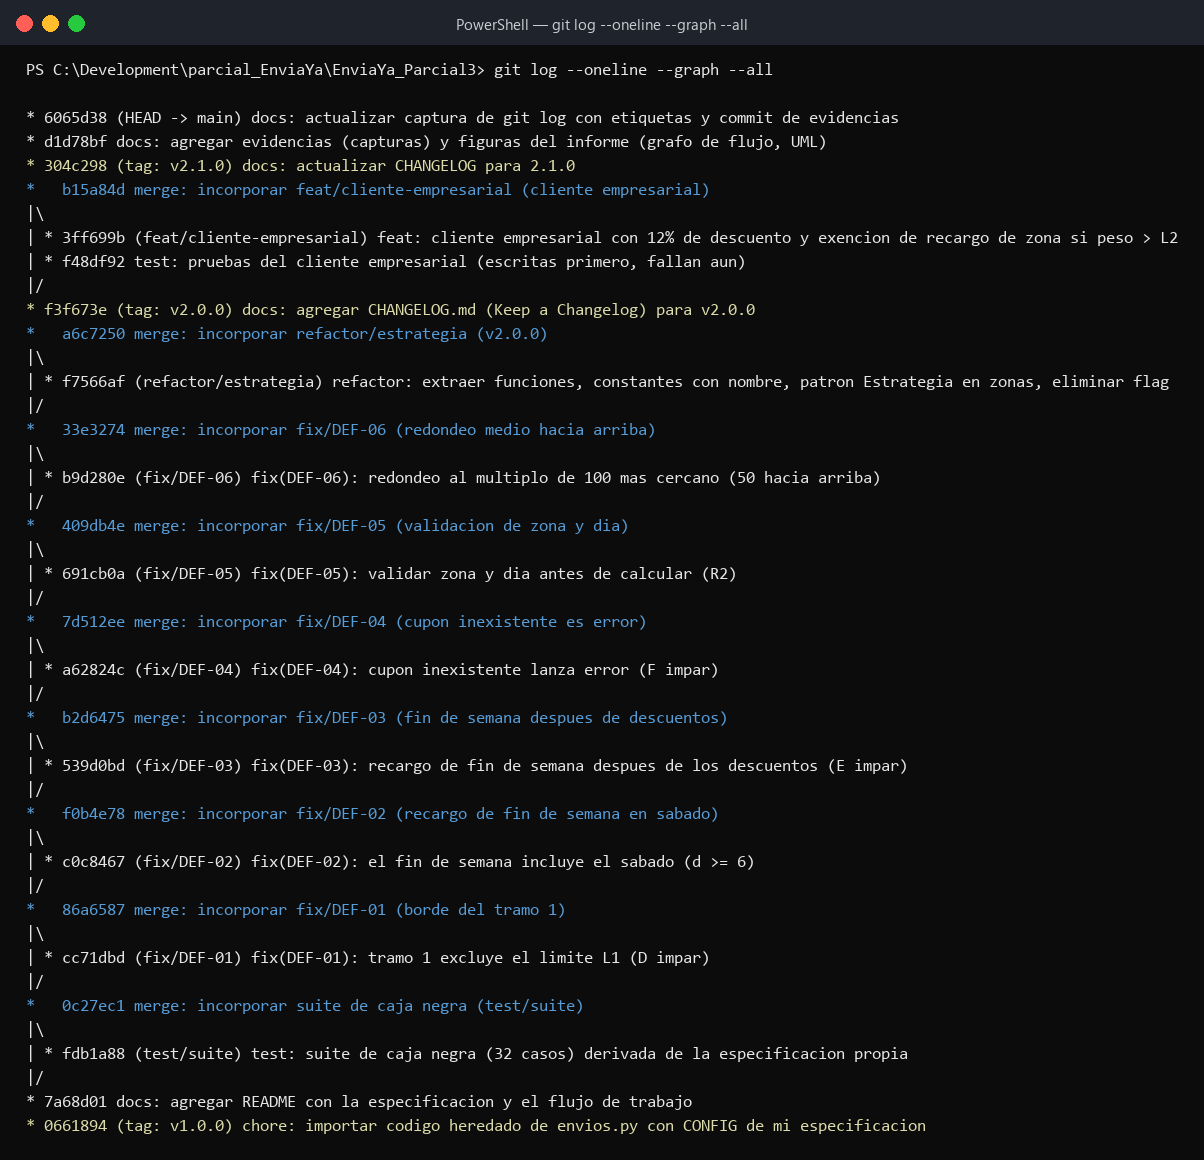 PowerShell — git log --oneline --graph --all
PS C:\Development\parcial_EnviaYa\EnviaYa_Parcial3> git log --oneline --graph --all
* 6065d38 (HEAD -> main) docs: actualizar captura de git log con etiquetas y commit de evidencias
* d1d78bf docs: agregar evidencias (capturas) y figuras del informe (grafo de flujo, UML)
* 304c298 (tag: v2.1.0) docs: actualizar CHANGELOG para 2.1.0
*   b15a84d merge: incorporar feat/cliente-empresarial (cliente empresarial)
|\
| * 3ff699b (feat/cliente-empresarial) feat: cliente empresarial con 12% de descuento y exencion de recargo de zona si peso > L2
| * f48df92 test: pruebas del cliente empresarial (escritas primero, fallan aun)
|/
* f3f673e (tag: v2.0.0) docs: agregar CHANGELOG.md (Keep a Changelog) para v2.0.0
*   a6c7250 merge: incorporar refactor/estrategia (v2.0.0)
|\
| * f7566af (refactor/estrategia) refactor: extraer funciones, constantes con nombre, patron Estrategia en zonas, eliminar flag
|/
*   33e3274 merge: incorporar fix/DEF-06 (redondeo medio hacia arriba)
|\
| * b9d280e (fix/DEF-06) fix(DEF-06): redondeo al multiplo de 100 mas cercano (50 hacia arriba)
|/
*   409db4e merge: incorporar fix/DEF-05 (validacion de zona y dia)
|\
| * 691cb0a (fix/DEF-05) fix(DEF-05): validar zona y dia antes de calcular (R2)
|/
*   7d512ee merge: incorporar fix/DEF-04 (cupon inexistente es error)
|\
| * a62824c (fix/DEF-04) fix(DEF-04): cupon inexistente lanza error (F impar)
|/
*   b2d6475 merge: incorporar fix/DEF-03 (fin de semana despues de descuentos)
|\
| * 539d0bd (fix/DEF-03) fix(DEF-03): recargo de fin de semana despues de los descuentos (E impar)
|/
*   f0b4e78 merge: incorporar fix/DEF-02 (recargo de fin de semana en sabado)
|\
| * c0c8467 (fix/DEF-02) fix(DEF-02): el fin de semana incluye el sabado (d >= 6)
|/
*   86a6587 merge: incorporar fix/DEF-01 (borde del tramo 1)
|\
| * cc71dbd (fix/DEF-01) fix(DEF-01): tramo 1 excluye el limite L1 (D impar)
|/
*   0c27ec1 merge: incorporar suite de caja negra (test/suite)
|\
| * fdb1a88 (test/suite) test: suite de caja negra (32 casos) derivada de la especificacion propia
|/
* 7a68d01 docs: agregar README con la especificacion y el flujo de trabajo
* 0661894 (tag: v1.0.0) chore: importar codigo heredado de envios.py con CONFIG de mi especificacion